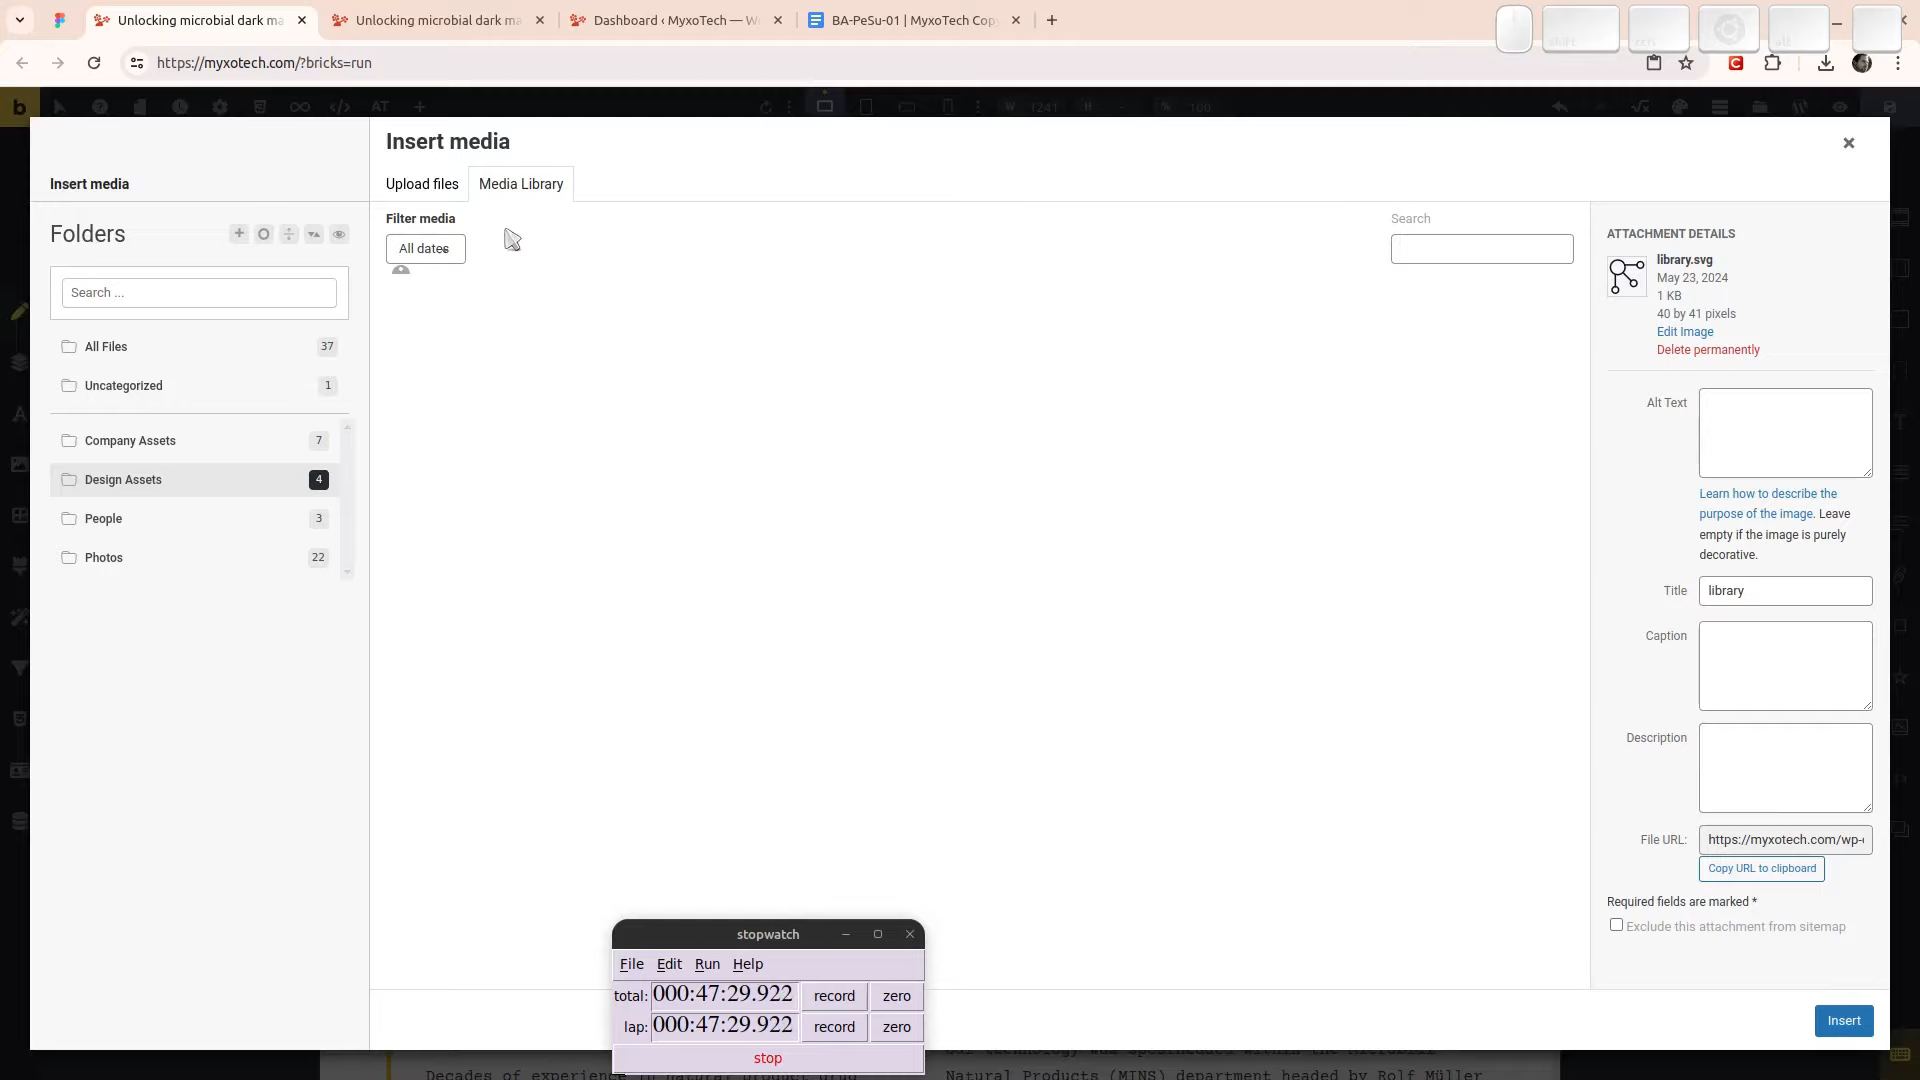 Unlocking microbial dark ma
Unlocking microbial dark ma
Dashboard ‹ MyxoTech — W
BA-PeSu-01 | MyxoTech Cop
https://myxotech.com/?bricks=run
b
AT
W 1241 H: - % 100
Insert media
Insert media
Upload files
Media Library
Folders
Search ...
All Files 37
Uncategorized 1
Company Assets 7
Design Assets 4
People 3
Photos 22
Filter media
All dates
Search
ATTACHMENT DETAILS
library.svg
May 23, 2024
1 KB
40 by 41 pixels
Edit Image
Delete permanently
Alt Text
Learn how to describe the
purpose of the image. Leave
empty if the image is purely
decorative.
Title library
Caption
Description
File URL: https://myxotech.com/wp-
Copy URL to clipboard
Required fields are marked *
Exclude this attachment from sitemap
Insert
stopwatch
File Edit Run Help
total: 000:47:29.922 record zero
lap: 000:47:29.922 record zero
stop
Natural Products (MINS) department headed by Rolf Müller